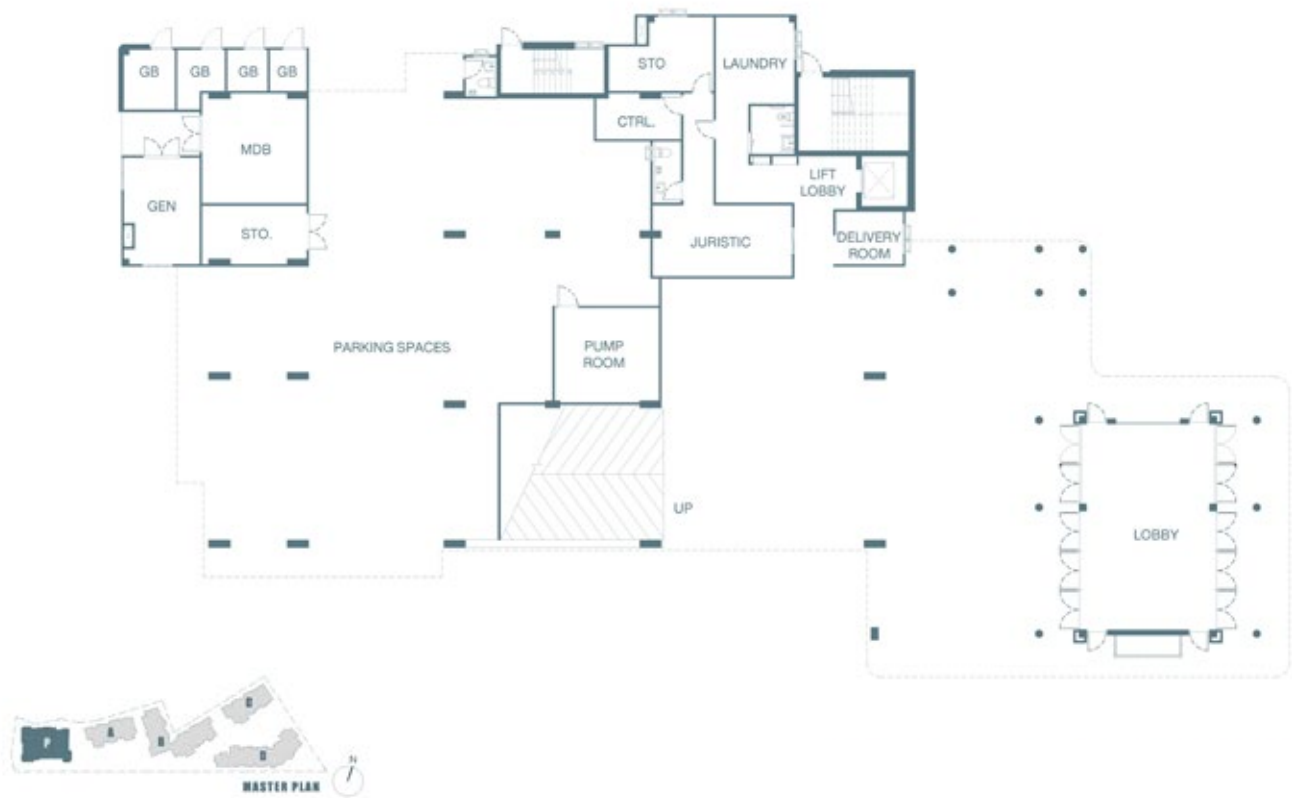 GB
GB
GB
GB
STO
LAUNDRY
CTRL.
MDB
GEN
STO.
LIFT
LOBBY
JURISTIC
DELIVERY
ROOM
PARKING SPACES
PUMP
ROOM
UP
LOBBY
P
A
B
C
D
N
MASTER PLAN